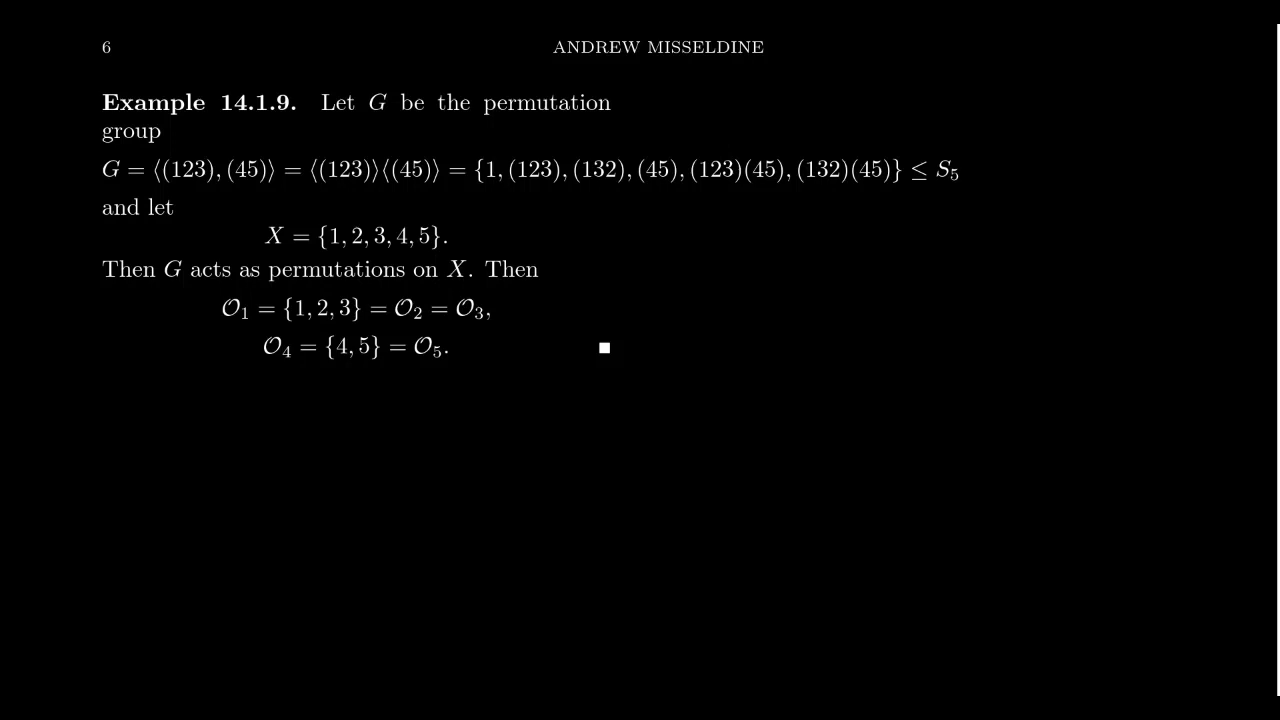 6 ANDREW MISSELDINE
Example 14.1.9. Let G be the permutation
group
G = ⟨(123), (45)⟩ = ⟨(123)⟩⟨(45)⟩ = {1, (123), (132), (45), (123)(45), (132)(45)} ≤ S₅
and let
X = {1, 2, 3, 4, 5}.
Then G acts as permutations on X. Then
𝒪₁ = {1, 2, 3} = 𝒪₂ = 𝒪₃,
𝒪₄ = {4, 5} = 𝒪₅. ■